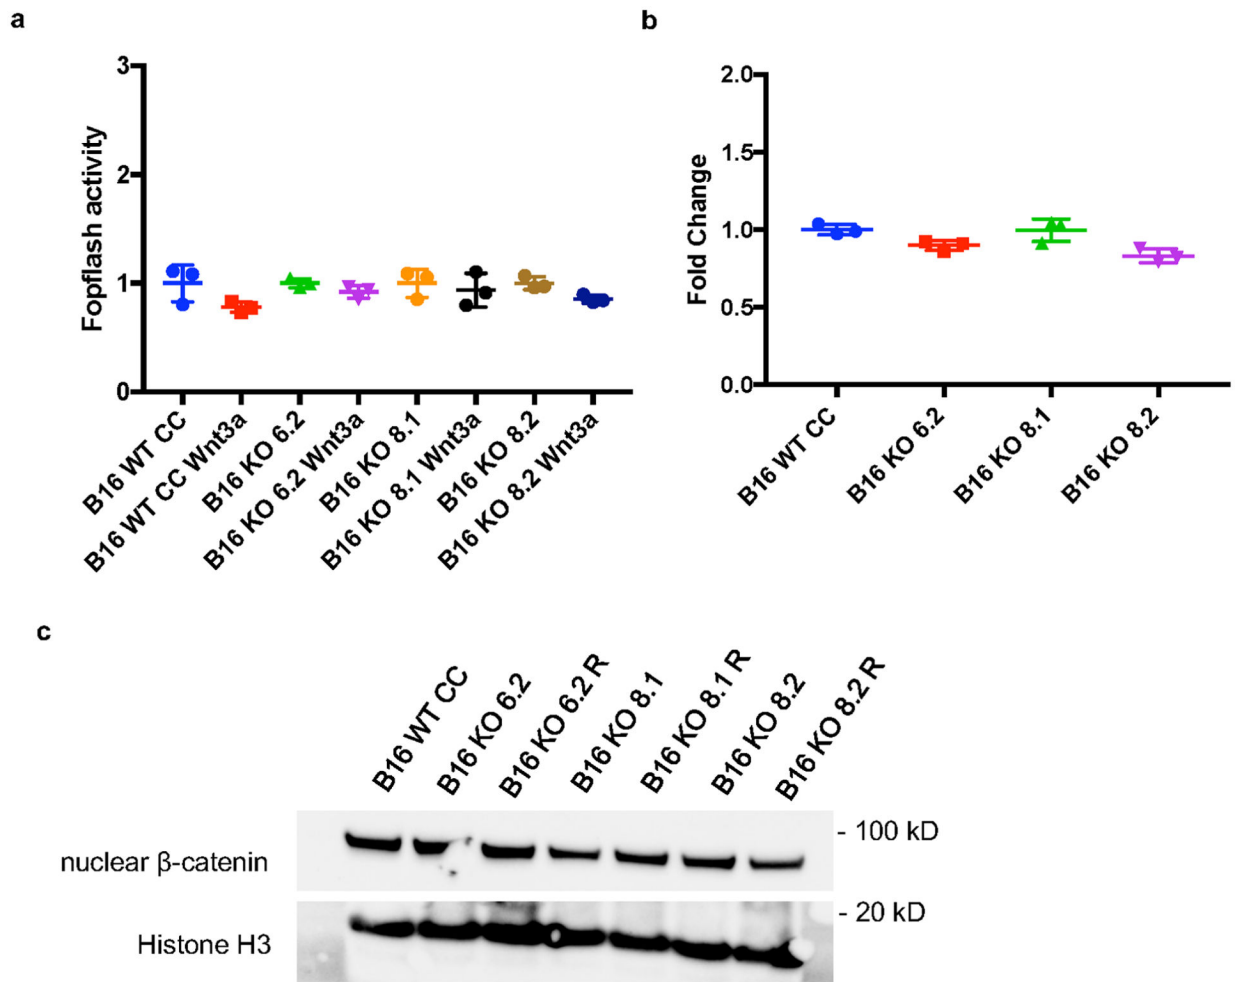 a
3
2
1
0
Fopflash activity
B16 WT CC
B16 WT CC Wnt3a
B16 KO 6.2
B16 KO 6.2 Wnt3a
B16 KO 8.1
B16 KO 8.1 Wnt3a
B16 KO 8.2
B16 KO 8.2 Wnt3a
b
2.0
1.5
1.0
0.5
0.0
Fold Change
B16 WT CC
B16 KO 6.2
B16 KO 8.1
B16 KO 8.2
c
B16 WT CC
B16 KO 6.2
B16 KO 6.2 R
B16 KO 8.1
B16 KO 8.1 R
B16 KO 8.2
B16 KO 8.2 R
nuclear β-catenin
- 100 kD
Histone H3
- 20 kD